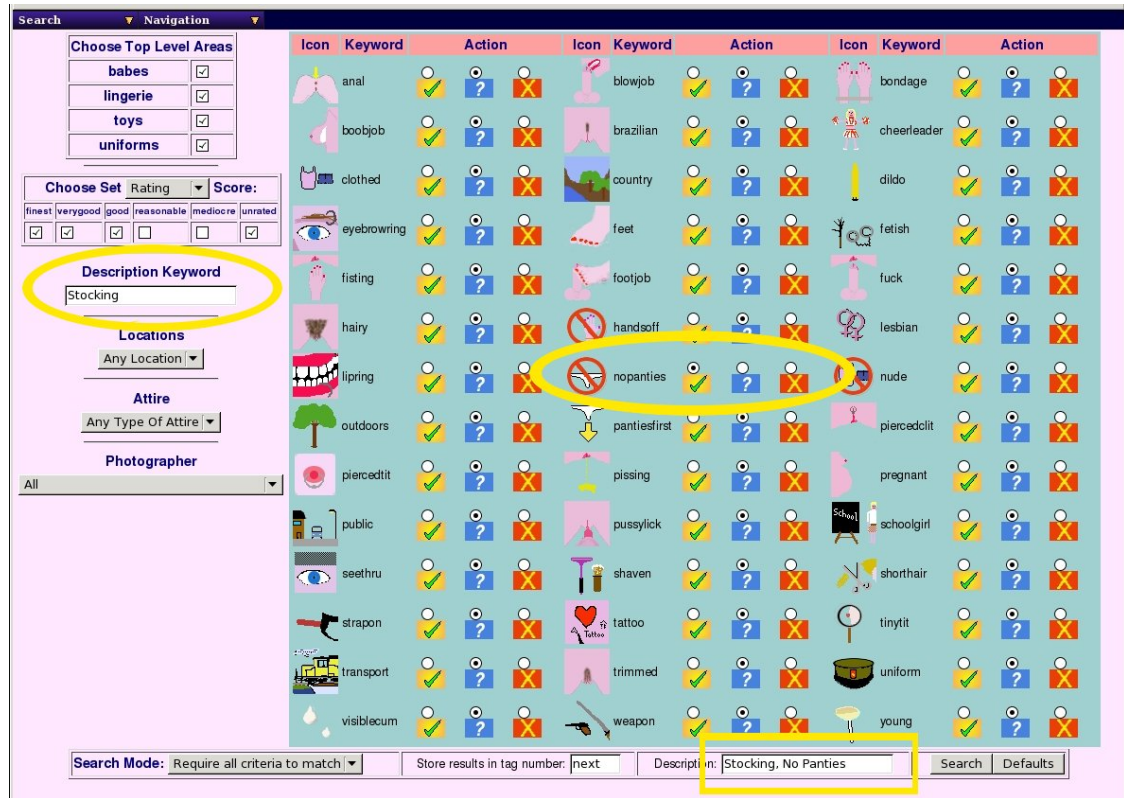 Search Navigation
Choose Top Level Areas
babes
lingerie
toys
uniforms
Choose Set Rating Score:
finest verygood good reasonable mediocre unrated
Description Keyword
Stocking
Locations
Any Location
Attire
Any Type Of Attire
Photographer
All
Icon Keyword Action Icon Keyword Action Icon Keyword Action
anal ? X blowjob ? X bondage ? X
boobjob ? X brazilian ? X cheerleader ? X
clothed ? X country ? X dildo ? X
eyebrowring ? X feet ? X fetish ? X
fisting ? X footjob ? X fuck ? X
hairy ? X handsoff ? X lesbian ? X
lipring ? X nopanties ? X nude ? X
outdoors ? X pantiesfirst ? X piercedclit ? X
piercedtit ? X pissing ? X pregnant ? X
public ? X pussylick ? X School schoolgirl ? X
seethru ? X shaven ? X shorthair ? X
strapon ? X Tattoo tattoo ? X tinytit ? X
transport ? X trimmed ? X uniform ? X
visiblecum ? X weapon ? X young ? X
Search Mode: Require all criteria to match Store results in tag number: next Description: Stocking, No Panties Search Defaults